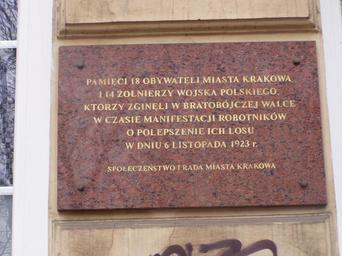 PAMIĘCI 18 OBYWATELI MIASTA KRAKOWA
I 14 ŻOŁNIERZY WOJSKA POLSKIEGO,
KTÓRZY ZGINĘLI W BRATOBÓJCZEJ WALCE
W CZASIE MANIFESTACJI ROBOTNIKÓW
O POLEPSZENIE ICH LOSU
W DNIU 6 LISTOPADA 1923 r.
SPOŁECZEŃSTWO I RADA MIASTA KRAKOWA